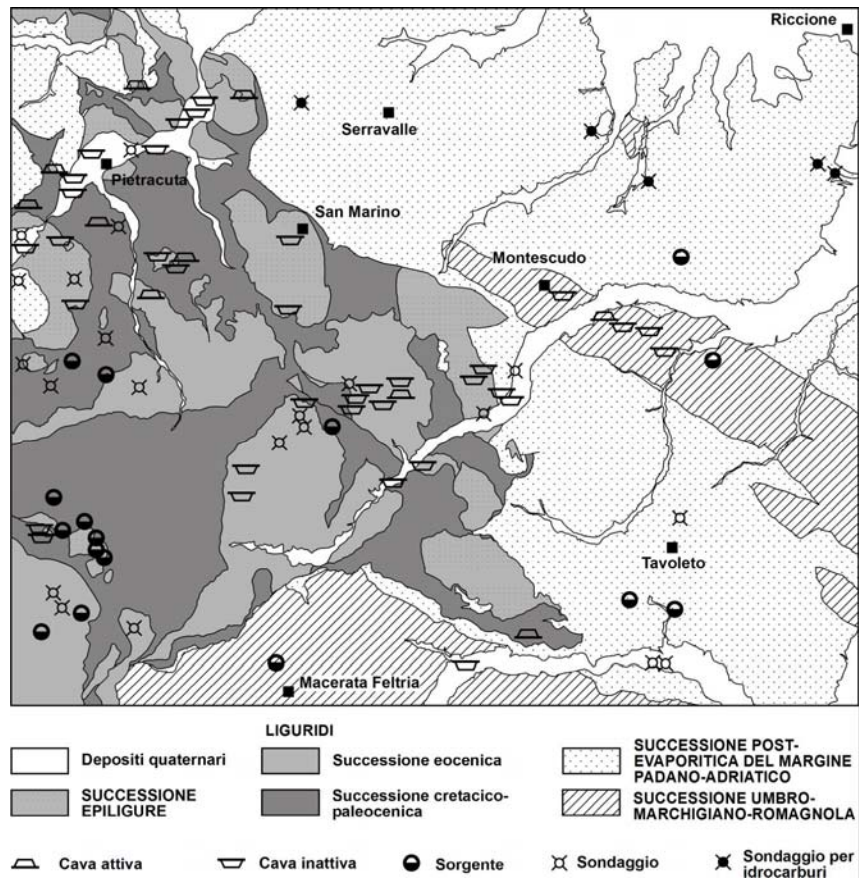 Riccione
Serravalle
Pietracuta
San Marino
Montescudo
Tavoleto
Macerata Feltria
LIGURIDI
Depositi quaternari
Successione eocenica
SUCCESSIONE POST-
EVAPORITICA DEL MARGINE
PADANO-ADRIATICO
SUCCESSIONE
EPILIGURE
Successione cretacico-
paleocenica
SUCCESSIONE UMBRO-
MARCHIGIANO-ROMAGNOLA
Cava attiva
Cava inattiva
Sorgente
Sondaggio
Sondaggio per
idrocarburi